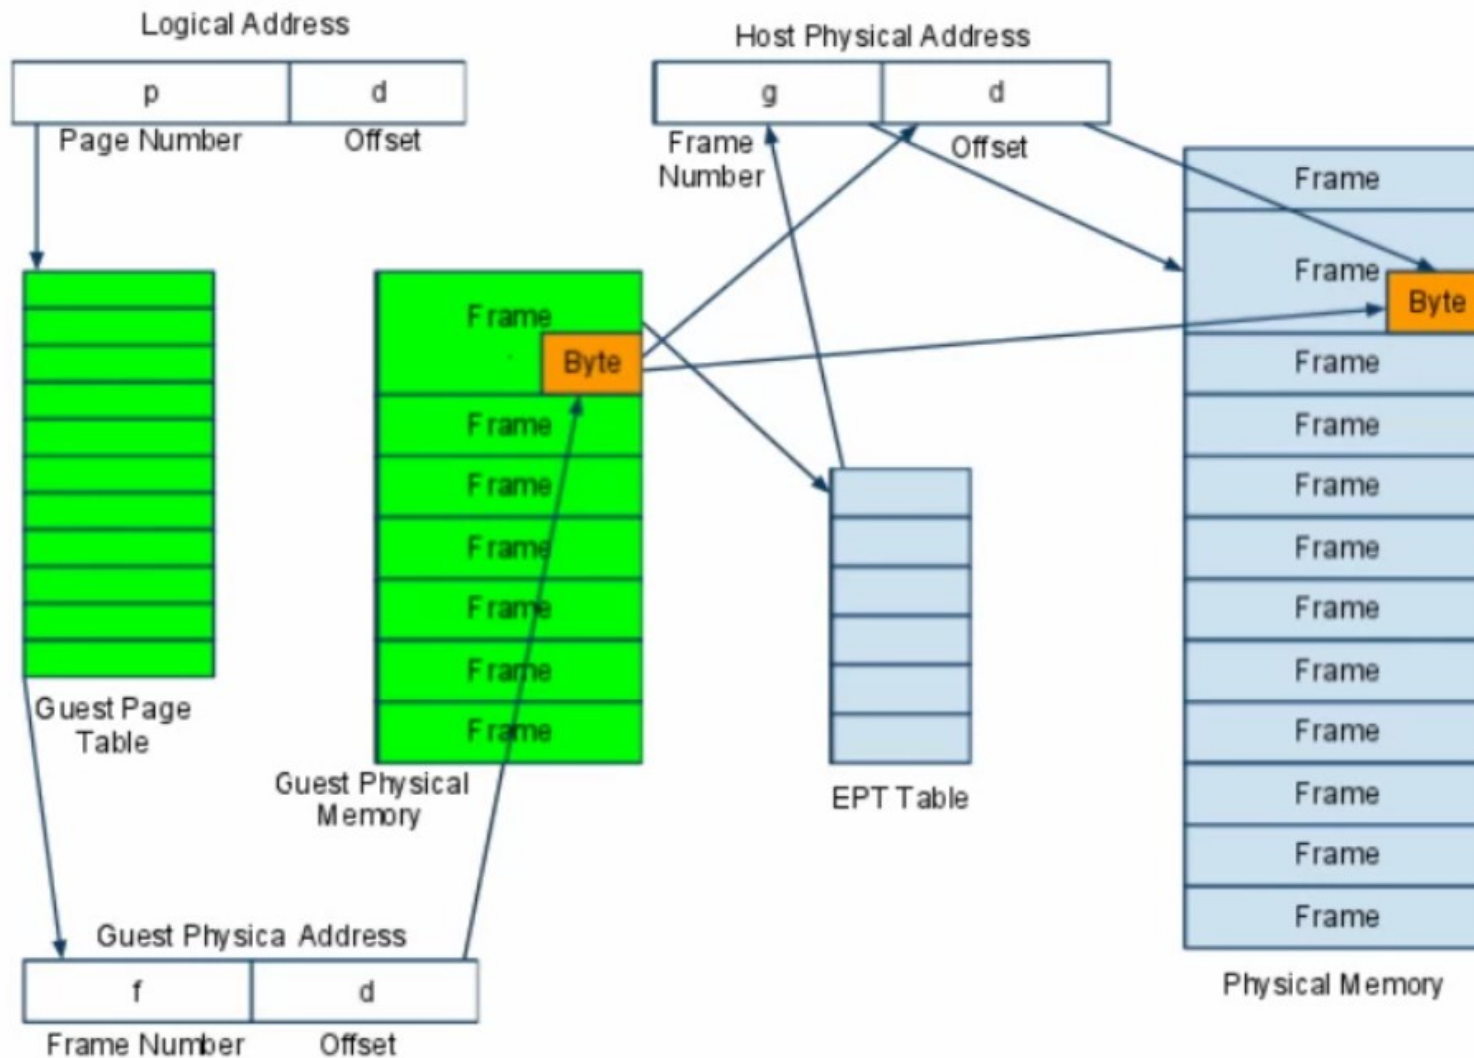 Logical Address
p
d
Page Number
Offset
Host Physical Address
g
d
Frame
Number
Offset
Guest Page
Table
Frame
Byte
Frame
Frame
Frame
Frame
Frame
Frame
Guest Physical
Memory
EPT Table
Frame
Frame
Byte
Frame
Frame
Frame
Frame
Frame
Frame
Frame
Frame
Frame
Frame
Physical Memory
Guest Physica Address
f
d
Frame Number
Offset